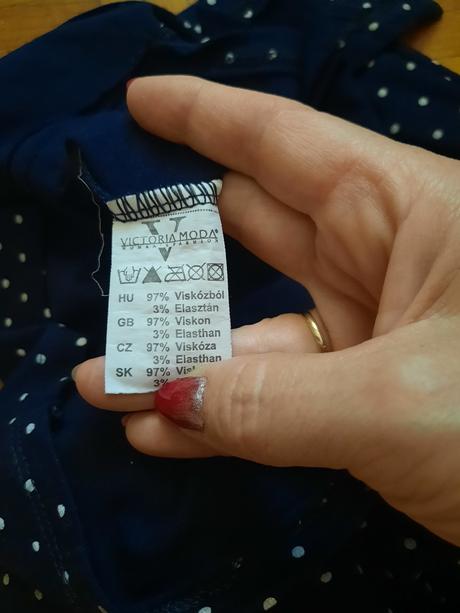 VICTORIA MODA®
HU 97% Viskózból
3% Elasztán
GB 97% Viskon
3% Elasthan
CZ 97% Viskóza
3% Elasthan
SK 97%
3%